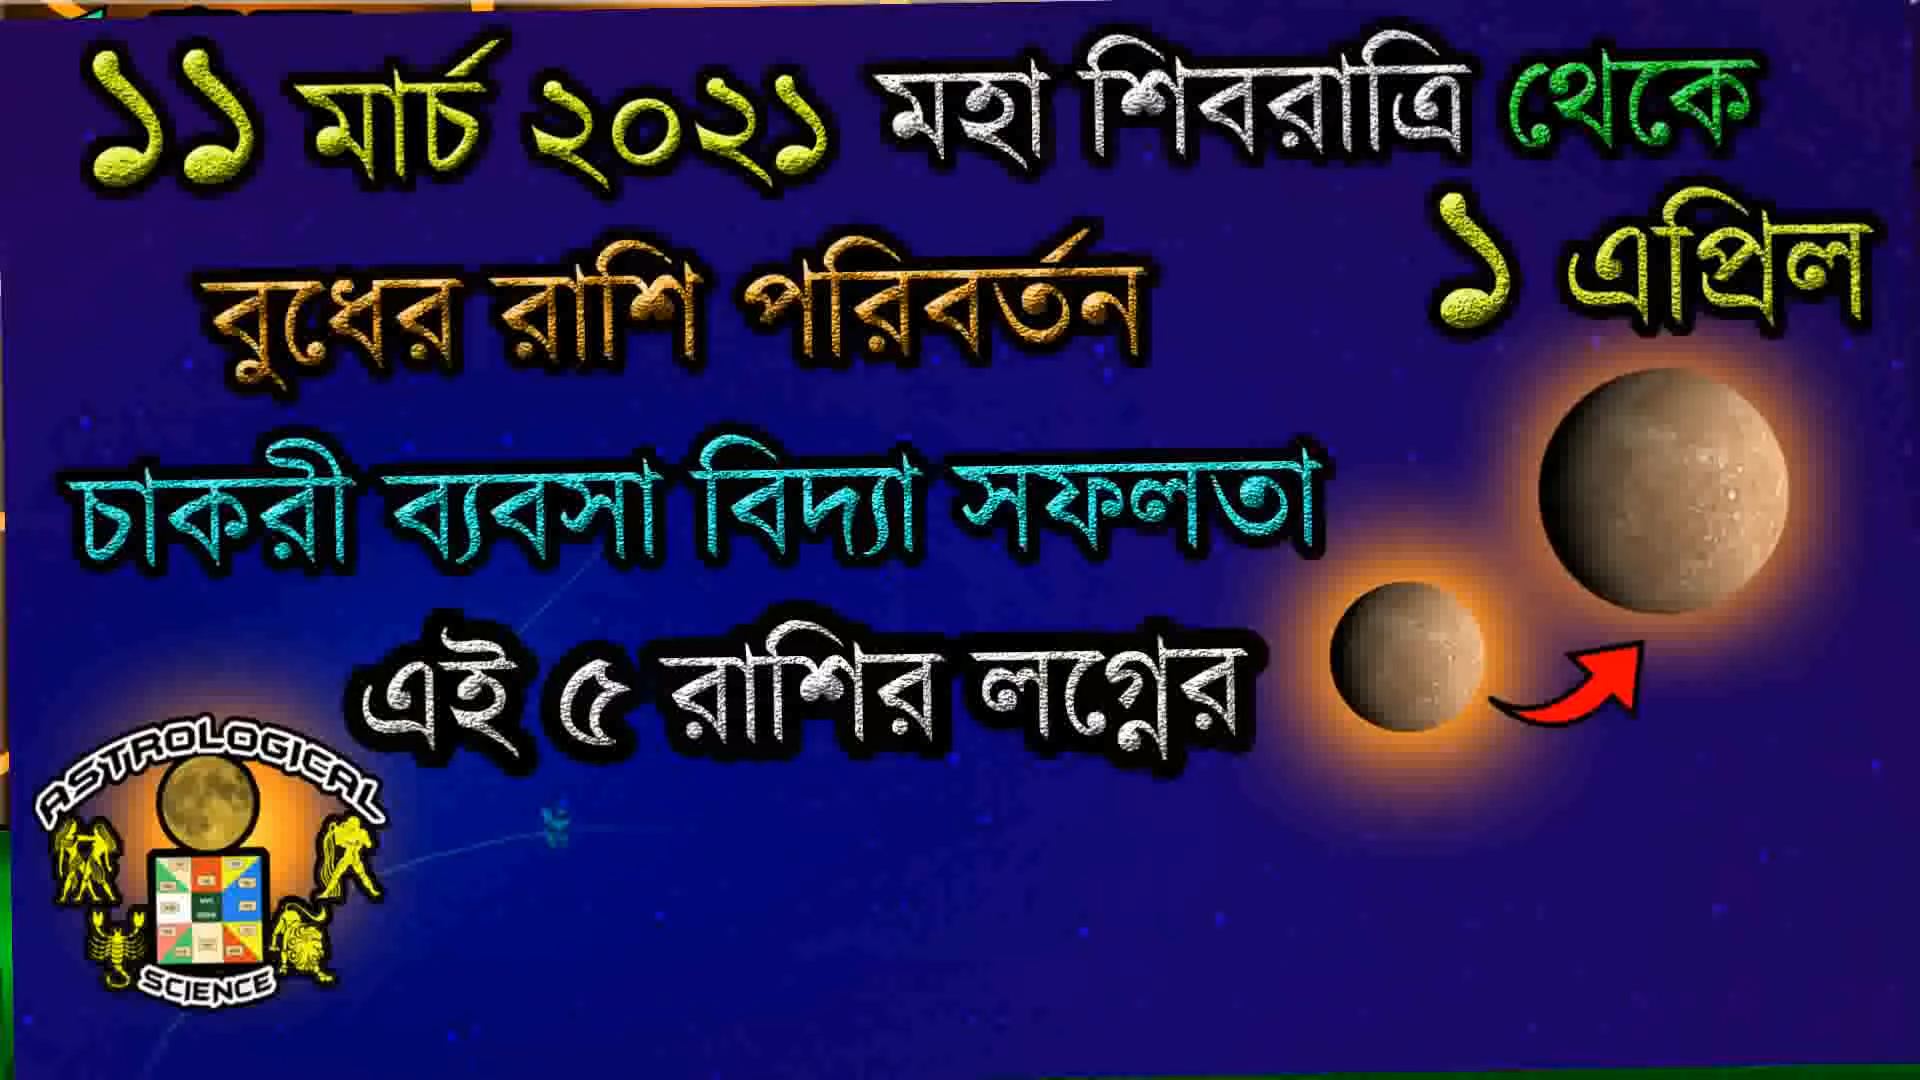 ১১ মার্চ ২০২১ মহা শিবরাত্রি থেকে
১ এপ্রিল
বুধের রাশি পরিবর্তন
চাকরী ব্যবসা বিদ্যা সফলতা
এই ৫ রাশির লগ্নের
ASTROLOGICAL
SCIENCE